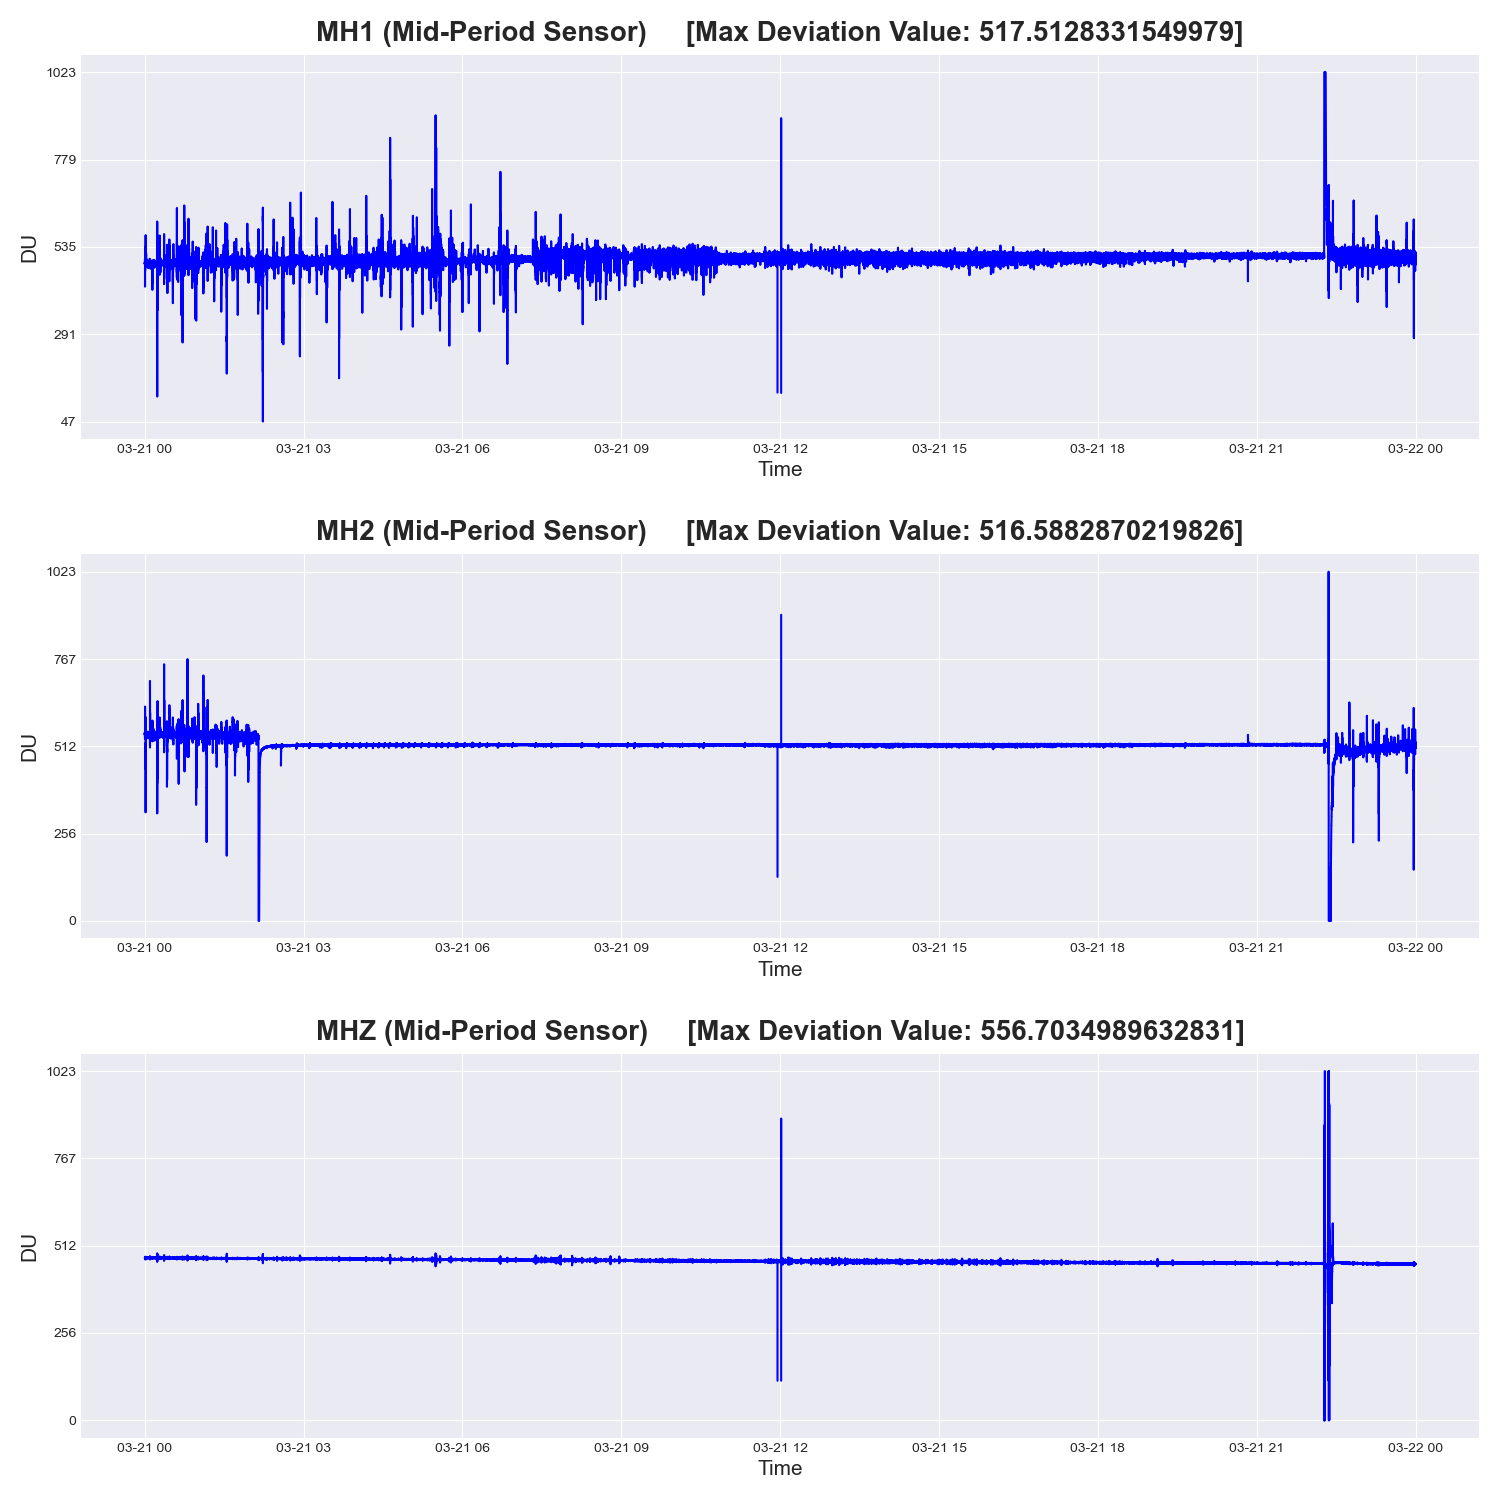 MH1 (Mid-Period Sensor) [Max Deviation Value: 517.5128331549979]
1023
779
535
291
47
DU
03-21 00 03-21 03 03-21 06 03-21 09 03-21 12 03-21 15 03-21 18 03-21 21 03-22 00
Time
MH2 (Mid-Period Sensor) [Max Deviation Value: 516.5882870219826]
1023
767
512
256
0
DU
03-21 00 03-21 03 03-21 06 03-21 09 03-21 12 03-21 15 03-21 18 03-21 21 03-22 00
Time
MHZ (Mid-Period Sensor) [Max Deviation Value: 556.7034989632831]
1023
767
512
256
0
DU
03-21 00 03-21 03 03-21 06 03-21 09 03-21 12 03-21 15 03-21 18 03-21 21 03-22 00
Time